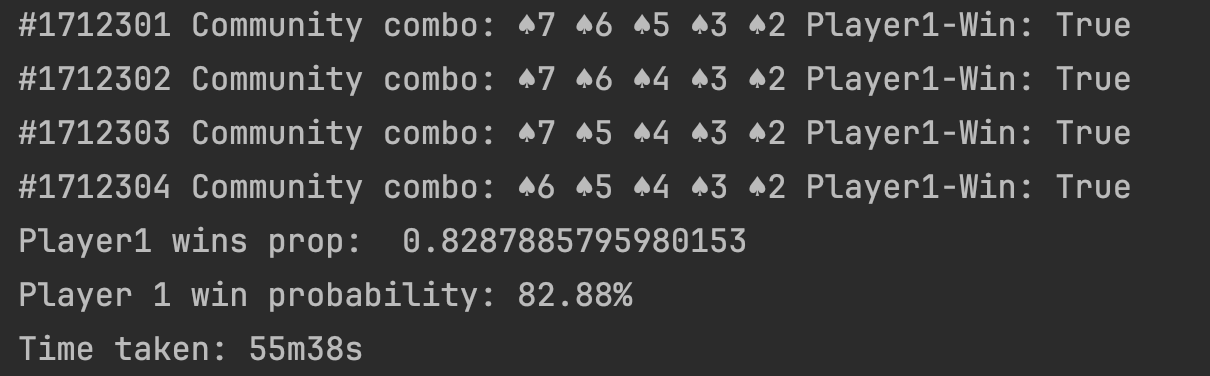 #1712301 Community combo: ♠7 ♠6 ♠5 ♠3 ♠2 Player1-Win: True
#1712302 Community combo: ♠7 ♠6 ♠4 ♠3 ♠2 Player1-Win: True
#1712303 Community combo: ♠7 ♠5 ♠4 ♠3 ♠2 Player1-Win: True
#1712304 Community combo: ♠6 ♠5 ♠4 ♠3 ♠2 Player1-Win: True
Player1 wins prop:  0.8287885795980153
Player 1 win probability: 82.88%
Time taken: 55m38s